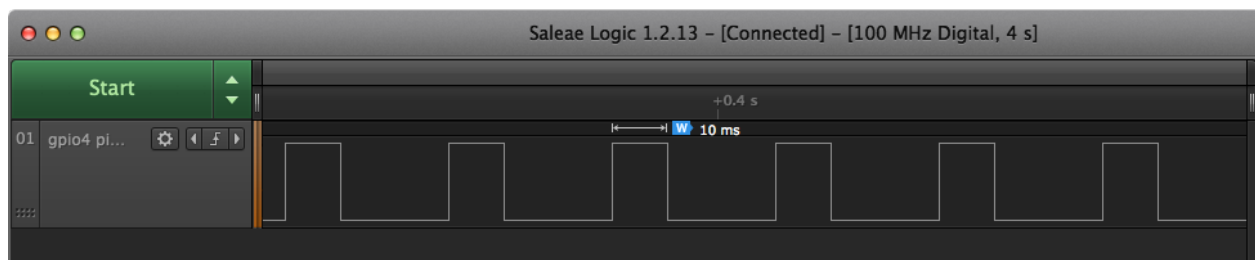 Saleae Logic 1.2.13 – [Connected] – [100 MHz Digital, 4 s]
Start
+0.4 s
W 10 ms
01 gpio4 pi...